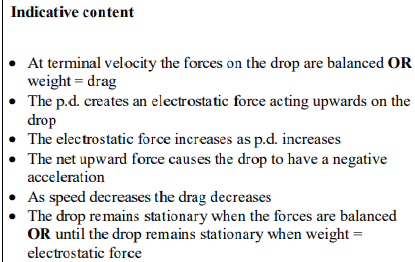 Indicative content
• At terminal velocity the forces on the drop are balanced OR
weight = drag
• The p.d. creates an electrostatic force acting upwards on the
drop
• The electrostatic force increases as p.d. increases
• The net upward force causes the drop to have a negative
acceleration
• As speed decreases the drag decreases
• The drop remains stationary when the forces are balanced
OR until the drop remains stationary when weight =
electrostatic force